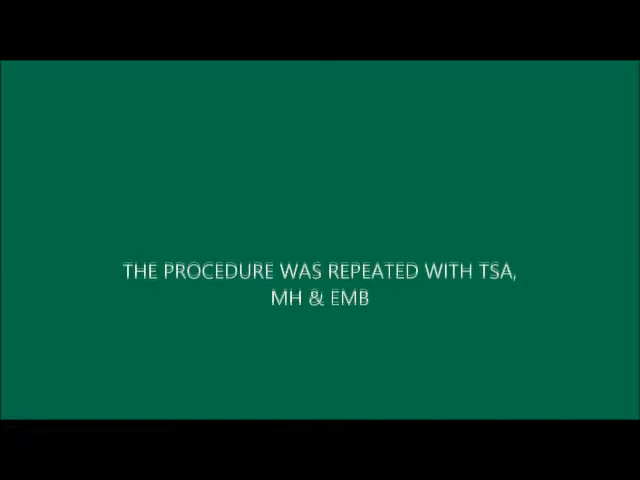 THE PROCEDURE WAS REPEATED WITH TSA,
MH & EMB